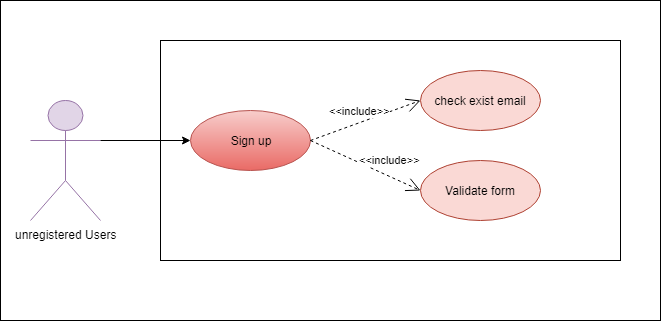 check exist email
<<include>>
Sign up
<<include>>
Validate form
unregistered Users